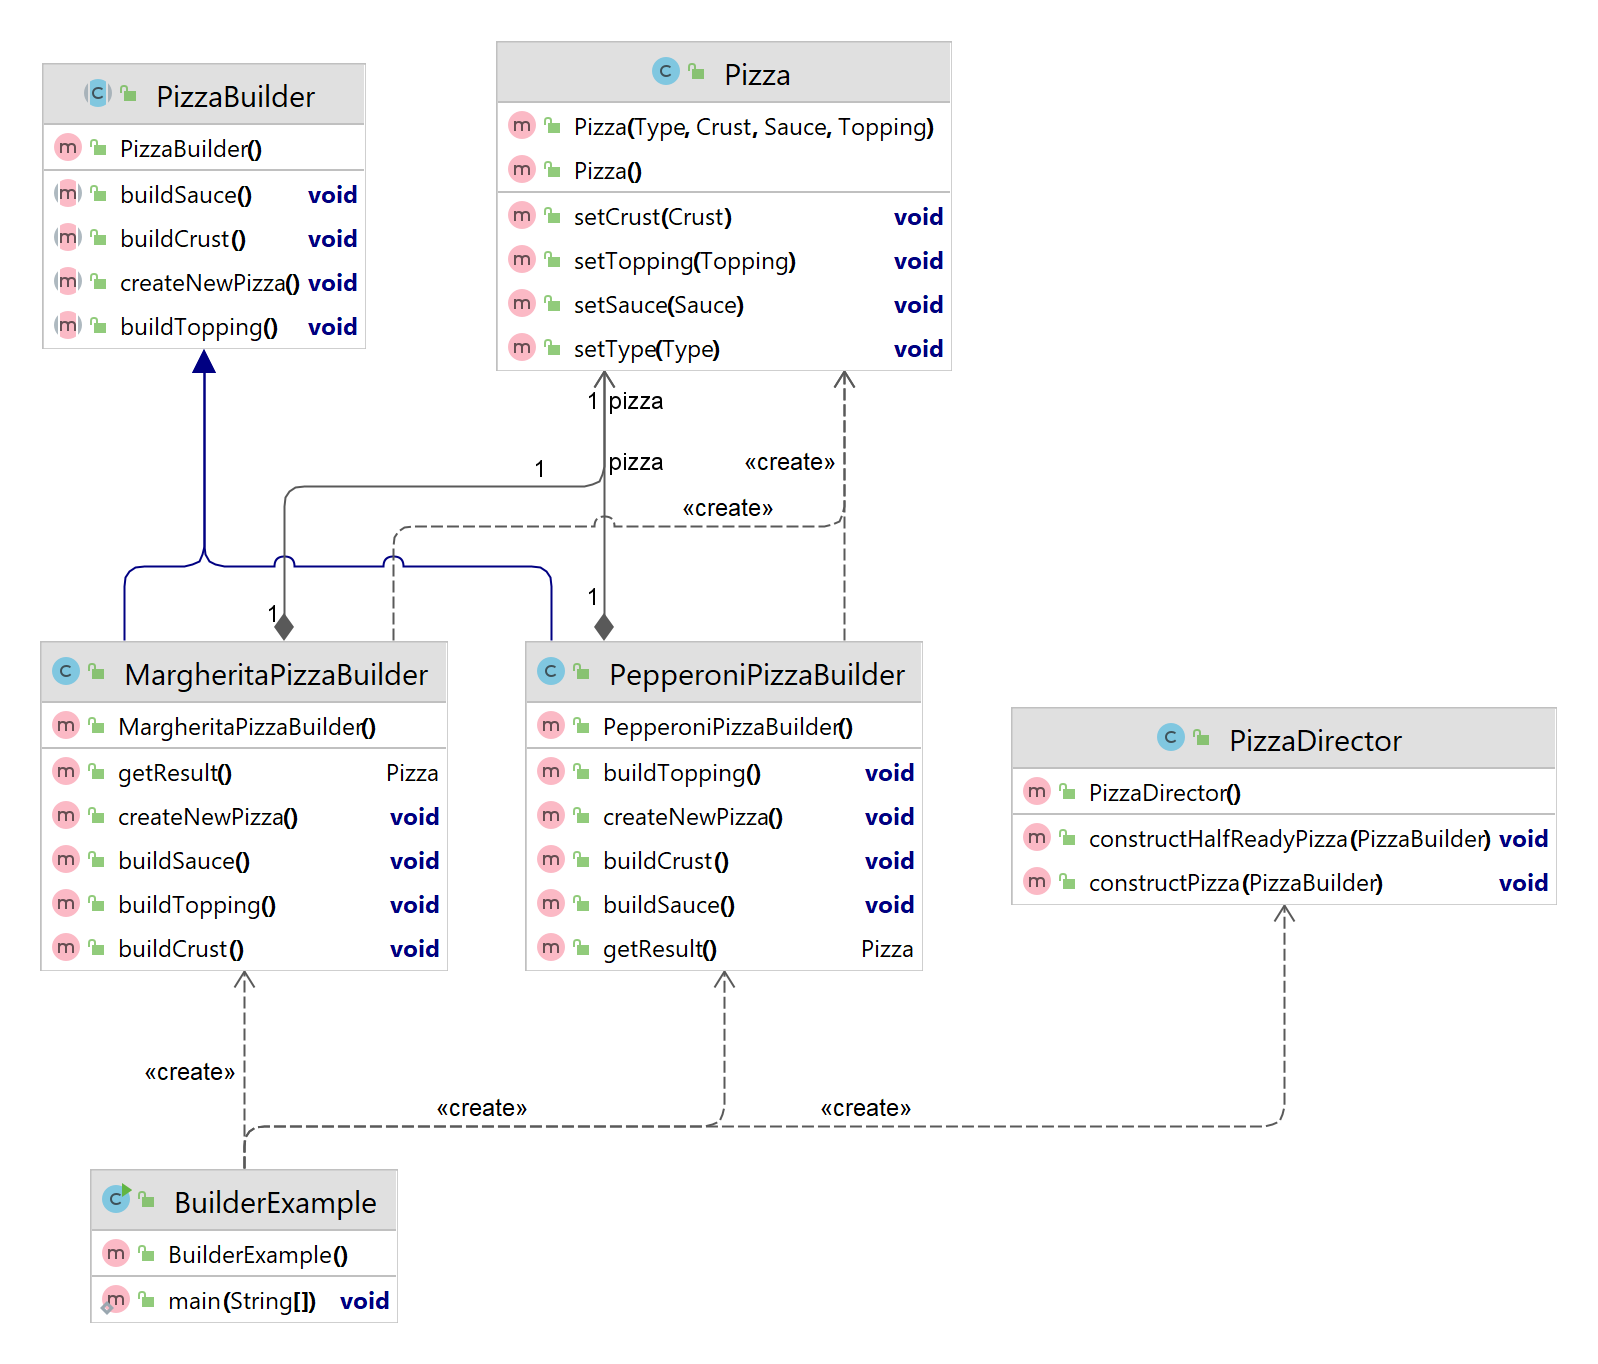 PizzaBuilder
PizzaBuilder()
buildSauce() void
buildCrust() void
createNewPizza() void
buildTopping() void
Pizza
Pizza(Type, Crust, Sauce, Topping)
Pizza()
setCrust(Crust) void
setTopping(Topping) void
setSauce(Sauce) void
setType(Type) void
1 pizza
1 pizza
«create»
«create»
1
1
MargheritaPizzaBuilder
MargheritaPizzaBuilder()
getResult() Pizza
createNewPizza() void
buildSauce() void
buildTopping() void
buildCrust() void
PepperoniPizzaBuilder
PepperoniPizzaBuilder()
buildTopping() void
createNewPizza() void
buildCrust() void
buildSauce() void
getResult() Pizza
PizzaDirector
PizzaDirector()
constructHalfReadyPizza(PizzaBuilder) void
constructPizza(PizzaBuilder) void
«create»
«create»
«create»
BuilderExample
BuilderExample()
main(String[]) void